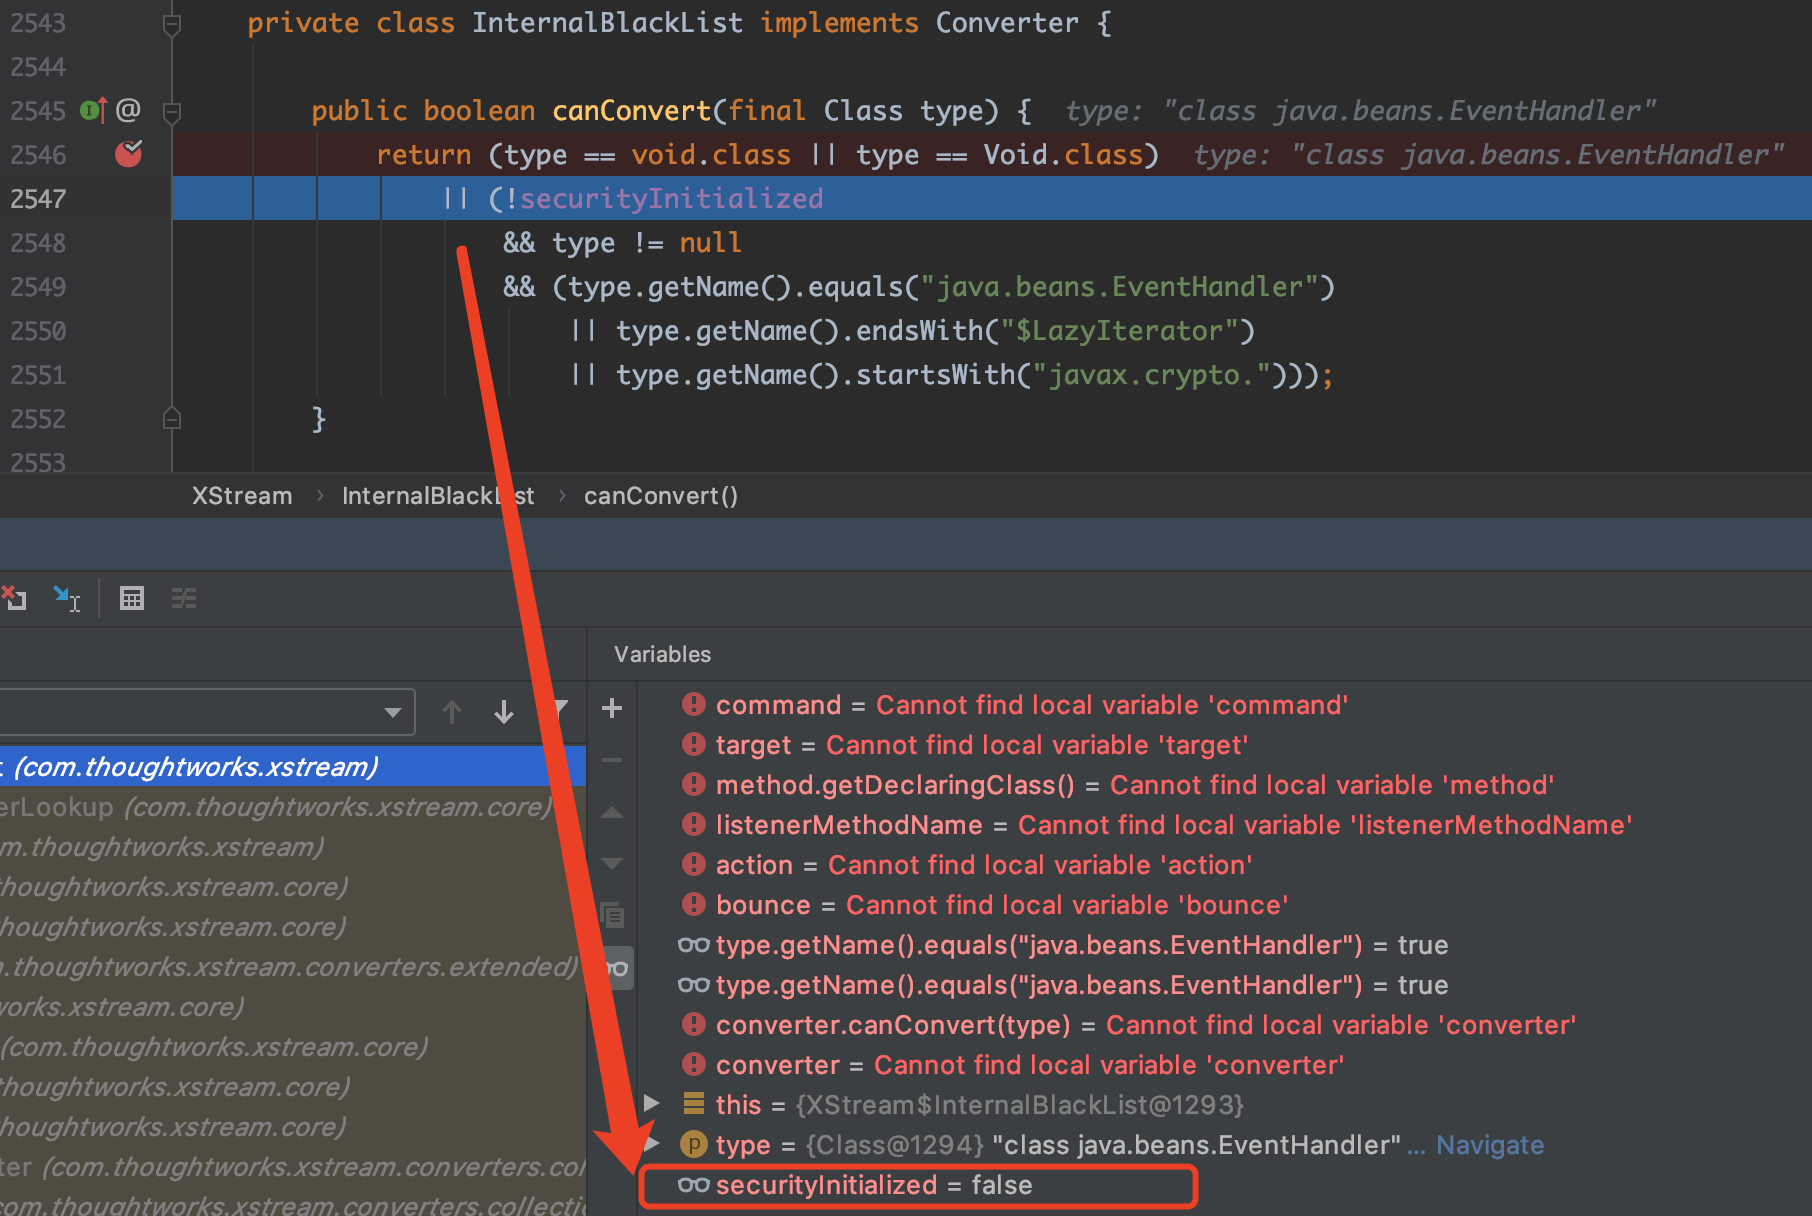 2543 private class InternalBlackList implements Converter {
2544
2545 @ public boolean canConvert(final Class type) { type: "class java.beans.EventHandler"
2546 return (type == void.class || type == Void.class) type: "class java.beans.EventHandler"
2547 || (!securityInitialized
2548 && type != null
2549 && (type.getName().equals("java.beans.EventHandler")
2550 || type.getName().endsWith("$LazyIterator")
2551 || type.getName().startsWith("javax.crypto.")));
2552 }
2553
XStream › InternalBlackList › canConvert()
Variables
command = Cannot find local variable 'command'
target = Cannot find local variable 'target'
method.getDeclaringClass() = Cannot find local variable 'method'
listenerMethodName = Cannot find local variable 'listenerMethodName'
action = Cannot find local variable 'action'
bounce = Cannot find local variable 'bounce'
type.getName().equals("java.beans.EventHandler") = true
type.getName().equals("java.beans.EventHandler") = true
converter.canConvert(type) = Cannot find local variable 'converter'
converter = Cannot find local variable 'converter'
this = {XStream$InternalBlackList@1293}
type = {Class@1294} "class java.beans.EventHandler" ... Navigate
securityInitialized = false
(com.thoughtworks.xstream)
erLookup (com.thoughtworks.xstream.core)
m.thoughtworks.xstream)
thoughtworks.xstream.core)
thoughtworks.xstream.core)
.thoughtworks.xstream.converters.extended)
works.xstream.core)
(com.thoughtworks.xstream.core)
thoughtworks.xstream.core)
thoughtworks.xstream.core)
ter (com.thoughtworks.xstream.converters.col
com.thoughtworks.xstream.converters.collectio